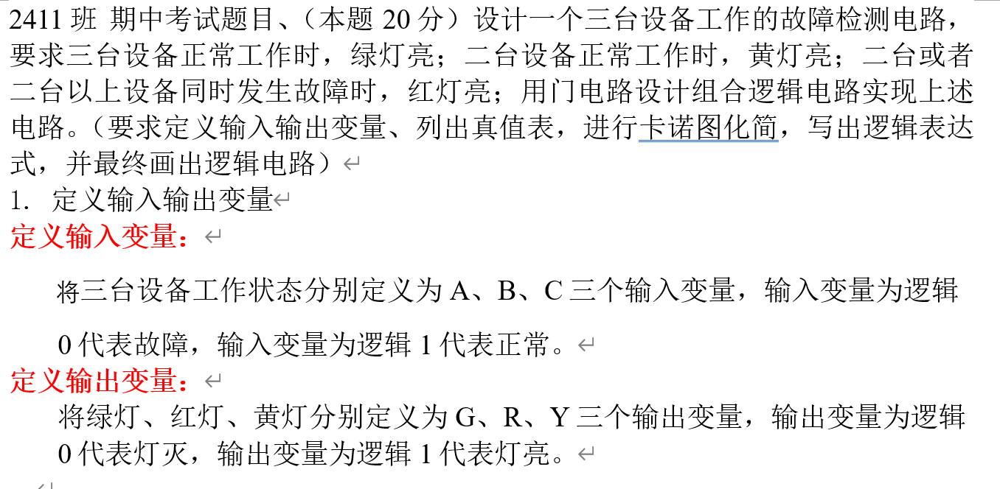 2411 班 期中考试题目、（本题 20 分）设计一个三台设备工作的故障检测电路，
要求三台设备正常工作时，绿灯亮；二台设备正常工作时，黄灯亮；二台或者
二台以上设备同时发生故障时，红灯亮；用门电路设计组合逻辑电路实现上述
电路。（要求定义输入输出变量、列出真值表，进行卡诺图化简，写出逻辑表达
式，并最终画出逻辑电路）↵
1. 定义输入输出变量↵
定义输入变量：↵
将三台设备工作状态分别定义为 A、B、C 三个输入变量，输入变量为逻辑
0 代表故障，输入变量为逻辑 1 代表正常。↵
定义输出变量：↵
将绿灯、红灯、黄灯分别定义为 G、R、Y 三个输出变量，输出变量为逻辑
0 代表灯灭，输出变量为逻辑 1 代表灯亮。↵